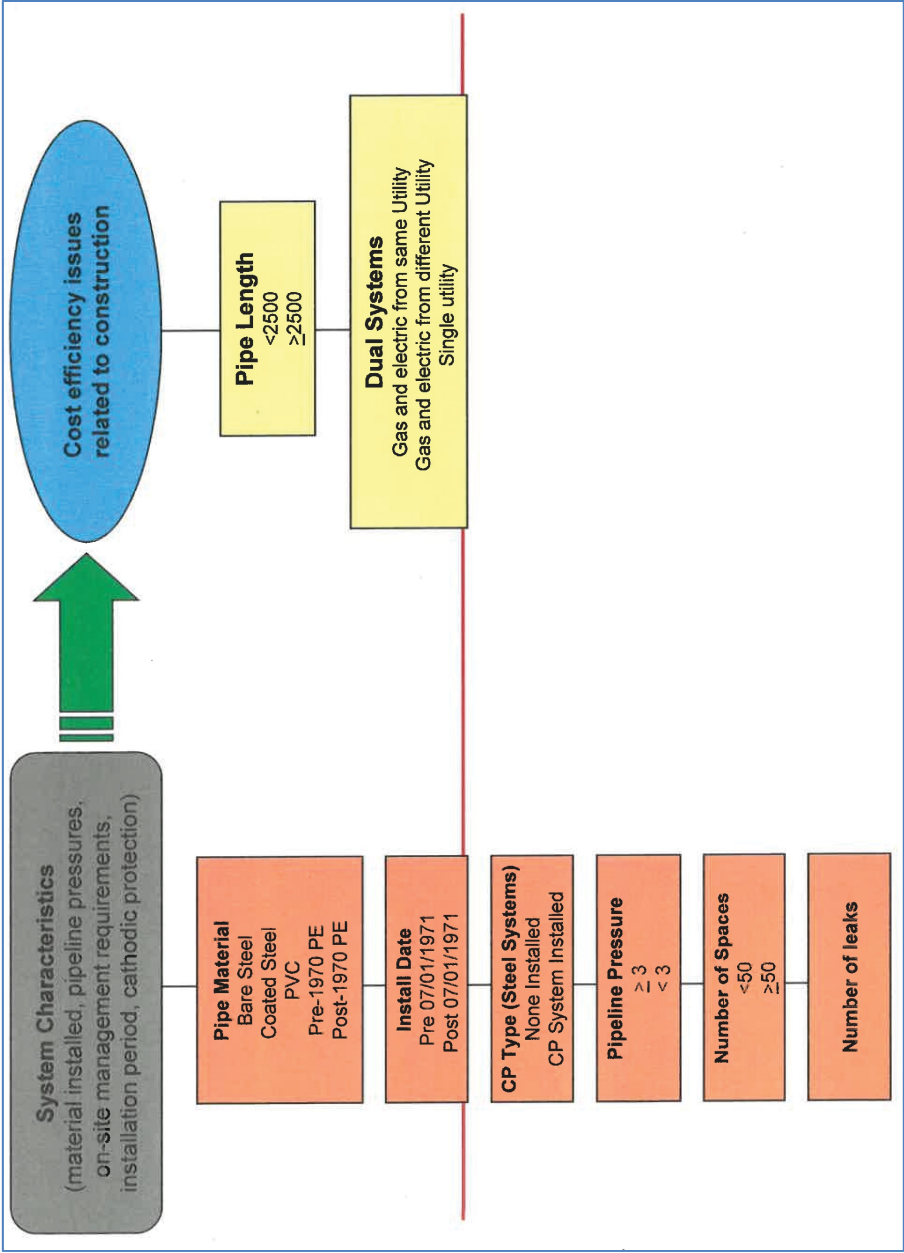 System Characteristics
(material installed, pipeline pressures,
on-site management requirements,
installation period, cathodic protection)
Cost efficiency issues
related to construction
Pipe Material
Bare Steel
Coated Steel
PVC
Pre-1970 PE
Post-1970 PE
Install Date
Pre 07/01/1971
Post 07/01/1971
CP Type (Steel Systems)
None Installed
CP System Installed
Pipeline Pressure
≥ 3
< 3
Number of Spaces
<50
≥50
Number of leaks
Pipe Length
<2500
≥2500
Dual Systems
Gas and electric from same Utility
Gas and electric from different Utility
Single utility